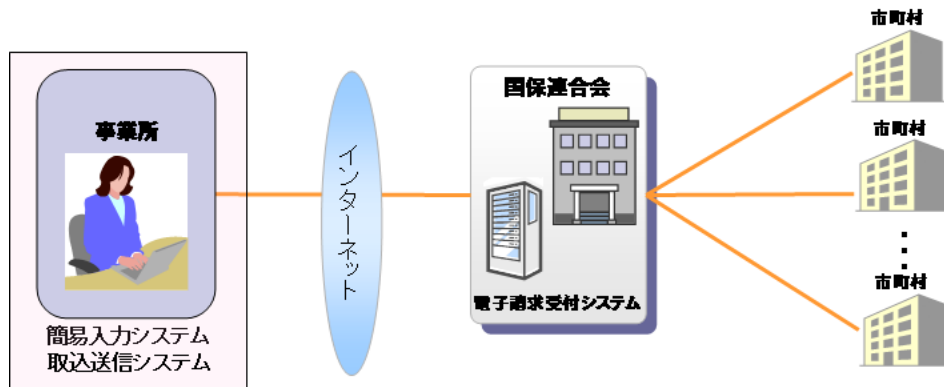 事業所
簡易入力システム
取込送信システム
インターネット
国保連合会
電子請求受付システム
市町村
市町村
市町村